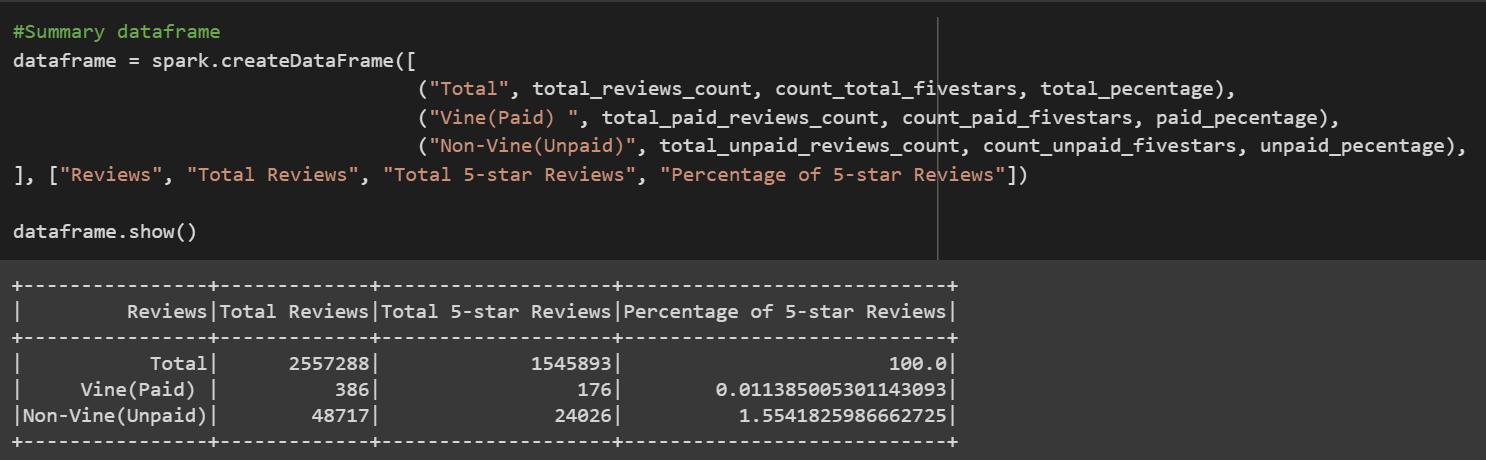 #Summary dataframe
dataframe = spark.createDataFrame([
                                   ("Total", total_reviews_count, count_total_fivestars, total_pecentage),
                                   ("Vine(Paid) ", total_paid_reviews_count, count_paid_fivestars, paid_pecentage),
                                   ("Non-Vine(Unpaid)", total_unpaid_reviews_count, count_unpaid_fivestars, unpaid_pecentage),
], ["Reviews", "Total Reviews", "Total 5-star Reviews", "Percentage of 5-star Reviews"])
dataframe.show()
+----------------+-------------+--------------------+----------------------------+
|         Reviews|Total Reviews|Total 5-star Reviews|Percentage of 5-star Reviews|
+----------------+-------------+--------------------+----------------------------+
|           Total|      2557288|             1545893|                       100.0|
|     Vine(Paid) |          386|                 176|        0.011385005301143093|
|Non-Vine(Unpaid)|        48717|               24026|          1.5541825986662725|
+----------------+-------------+--------------------+----------------------------+